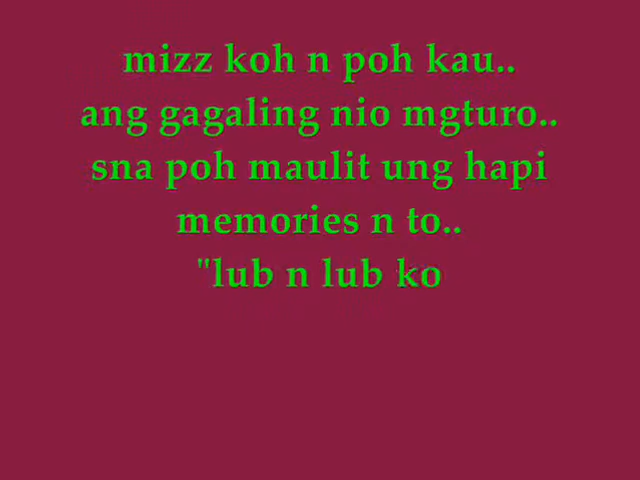 mizz koh n poh kau..
ang gagaling nio mgturo..
sna poh maulit ung hapi
memories n to..
"lub n lub ko